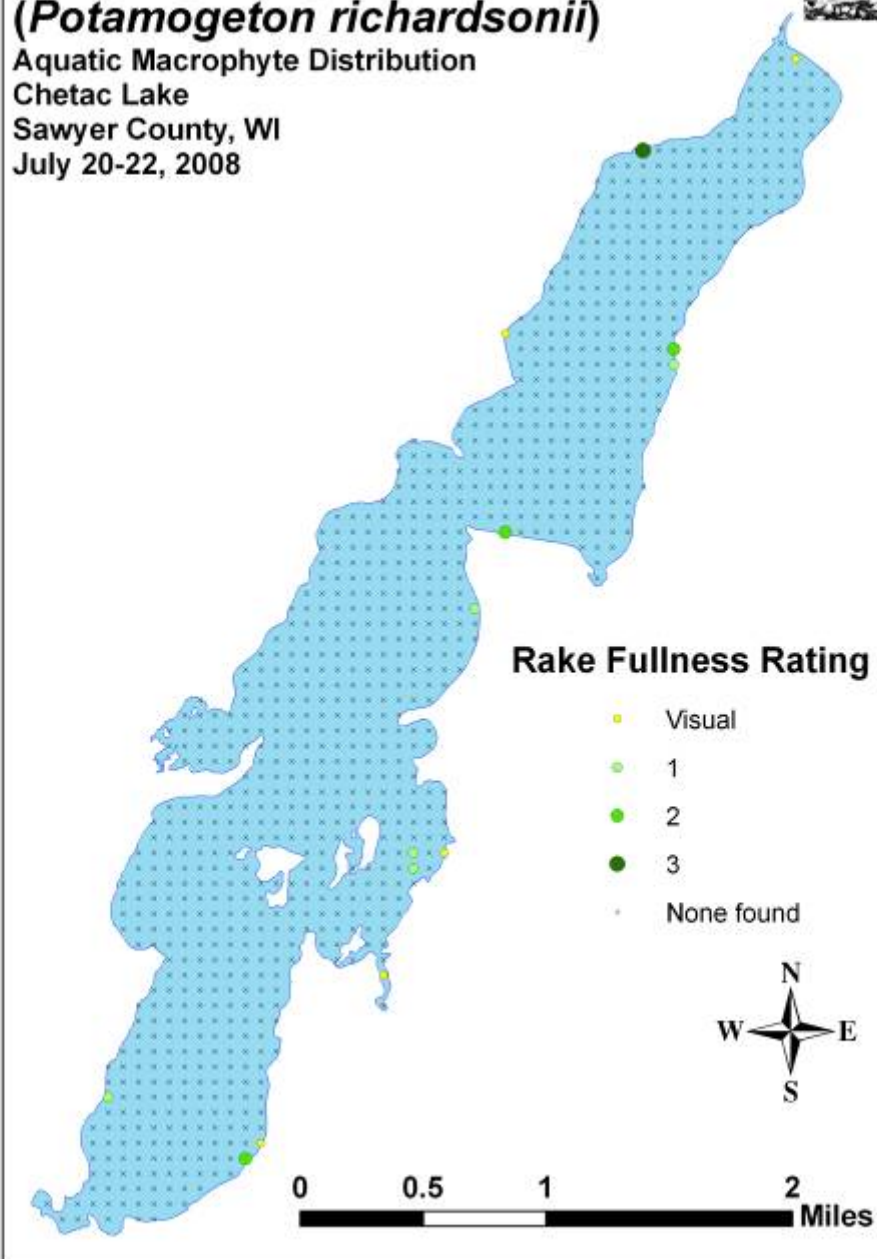 (Potamogeton richardsonii)
Aquatic Macrophyte Distribution
Chetac Lake
Sawyer County, WI
July 20-22, 2008
Rake Fullness Rating
Visual
1
2
3
None found
N
W E
S
0 0.5 1 2
Miles